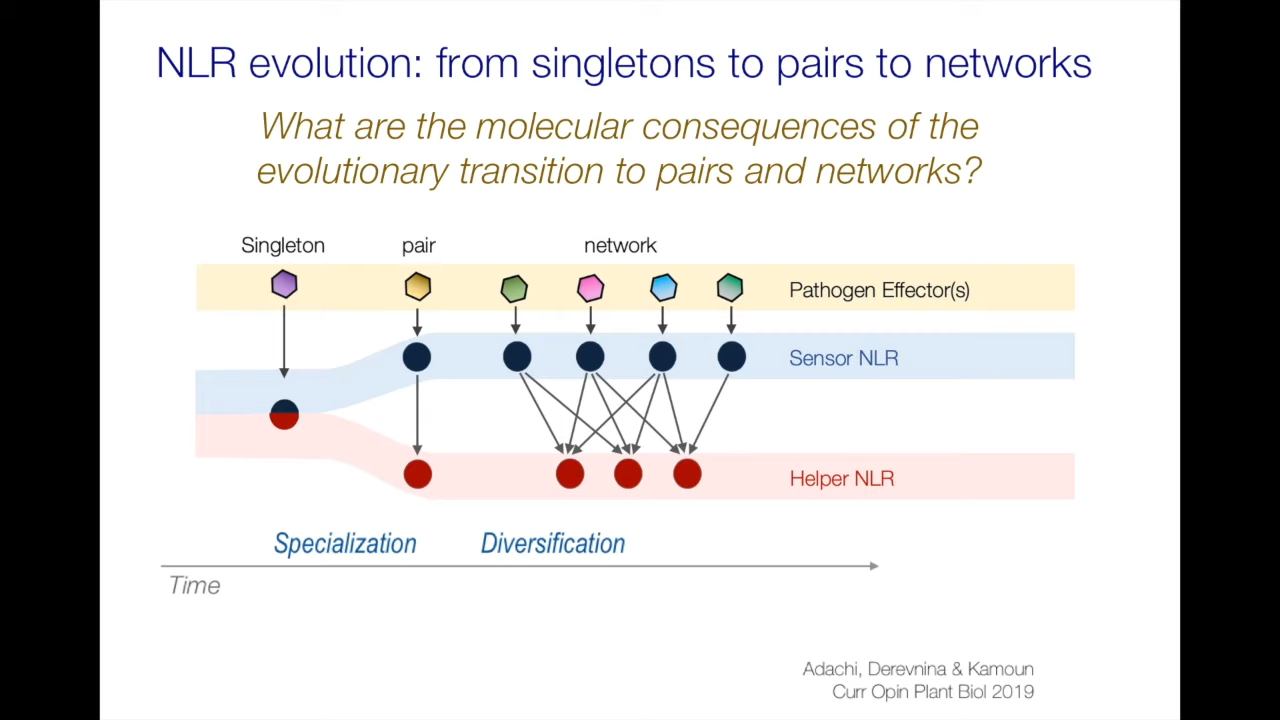 NLR evolution: from singletons to pairs to networks
What are the molecular consequences of the
evolutionary transition to pairs and networks?
Singleton
pair
network
Pathogen Effector(s)
Sensor NLR
Helper NLR
Specialization
Diversification
Time
Adachi, Derevnina & Kamoun
Curr Opin Plant Biol 2019